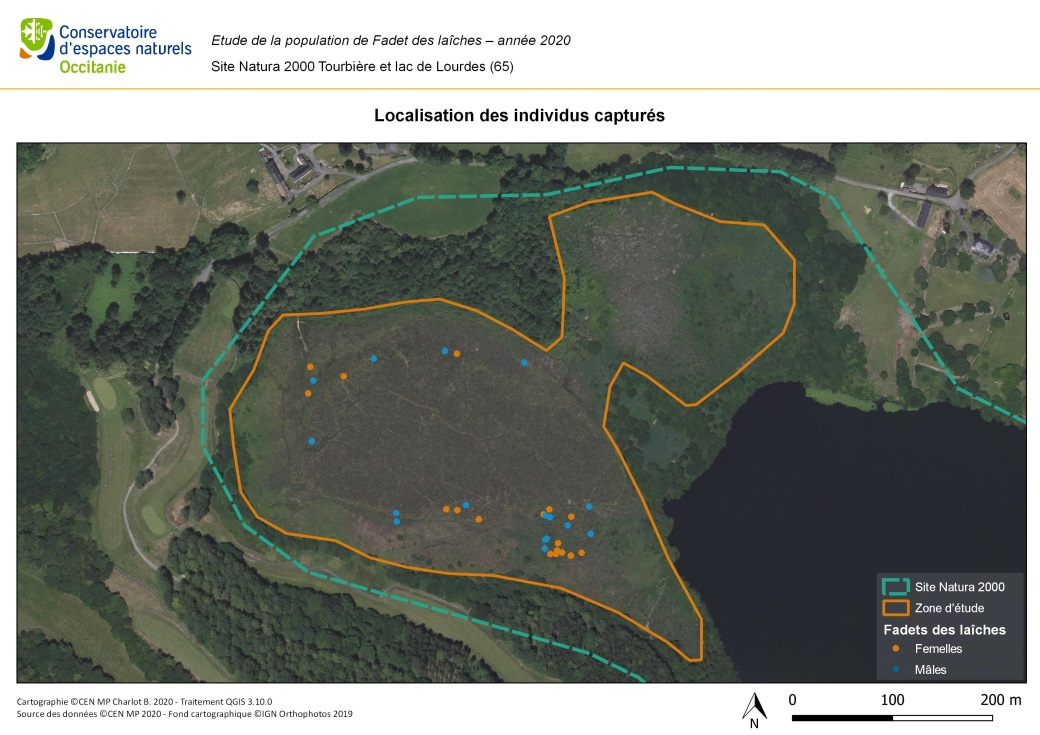 Conservatoire
d'espaces naturels
Occitanie
Etude de la population de Fadet des laîches – année 2020
Site Natura 2000 Tourbière et lac de Lourdes (65)
Localisation des individus capturés
Site Natura 2000
Zone d'étude
Fadets des laîches
Femelles
Mâles
Cartographie ©CEN MP Charlot B. 2020 - Traitement QGIS 3.10.0
Source des données ©CEN MP 2020 - Fond cartographique ©IGN Orthophotos 2019
N
0 100 200 m